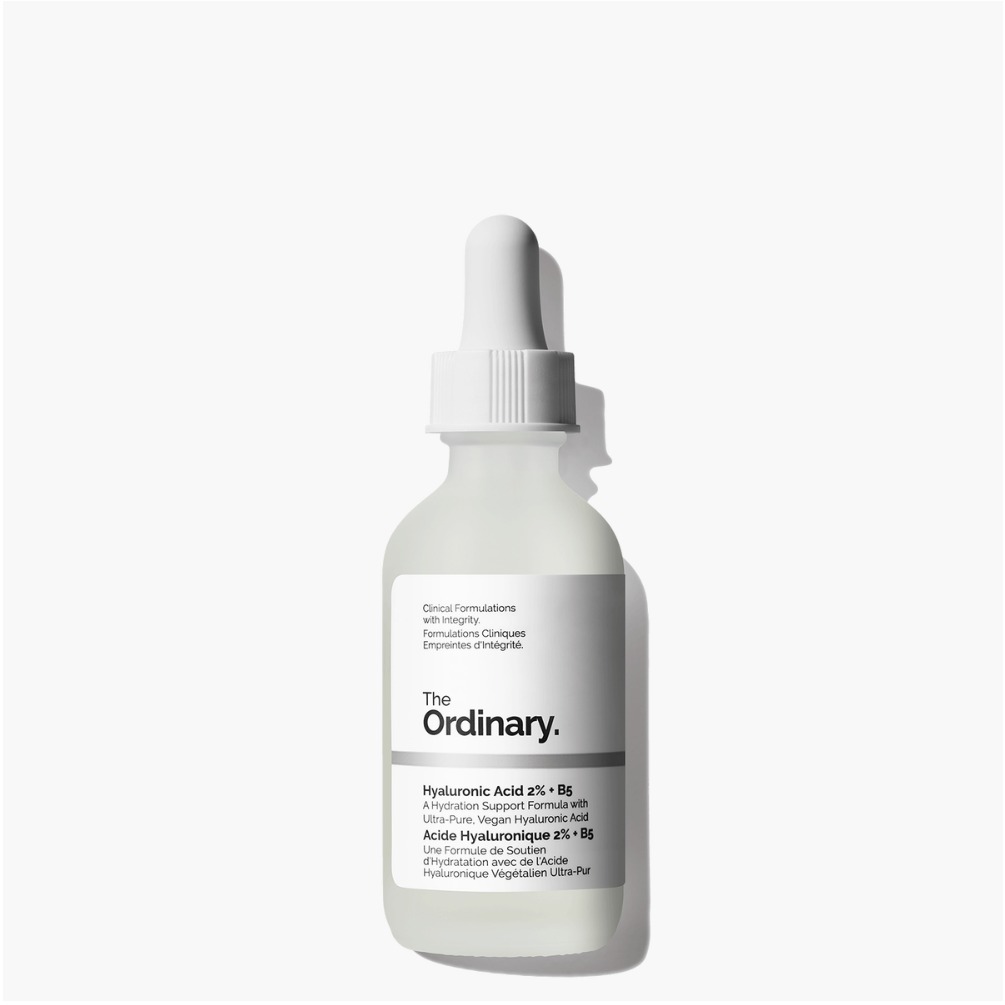 Clinical Formulations
with Integrity.
Formulations Cliniques
Empreintes d'Intégrité.
The
Ordinary.
Hyaluronic Acid 2% + B5
A Hydration Support Formula with
Ultra-Pure, Vegan Hyaluronic Acid
Acide Hyaluronique 2% + B5
Une Formule de Soutien
d'Hydratation avec de l'Acide
Hyaluronique Végétalien Ultra-Pur